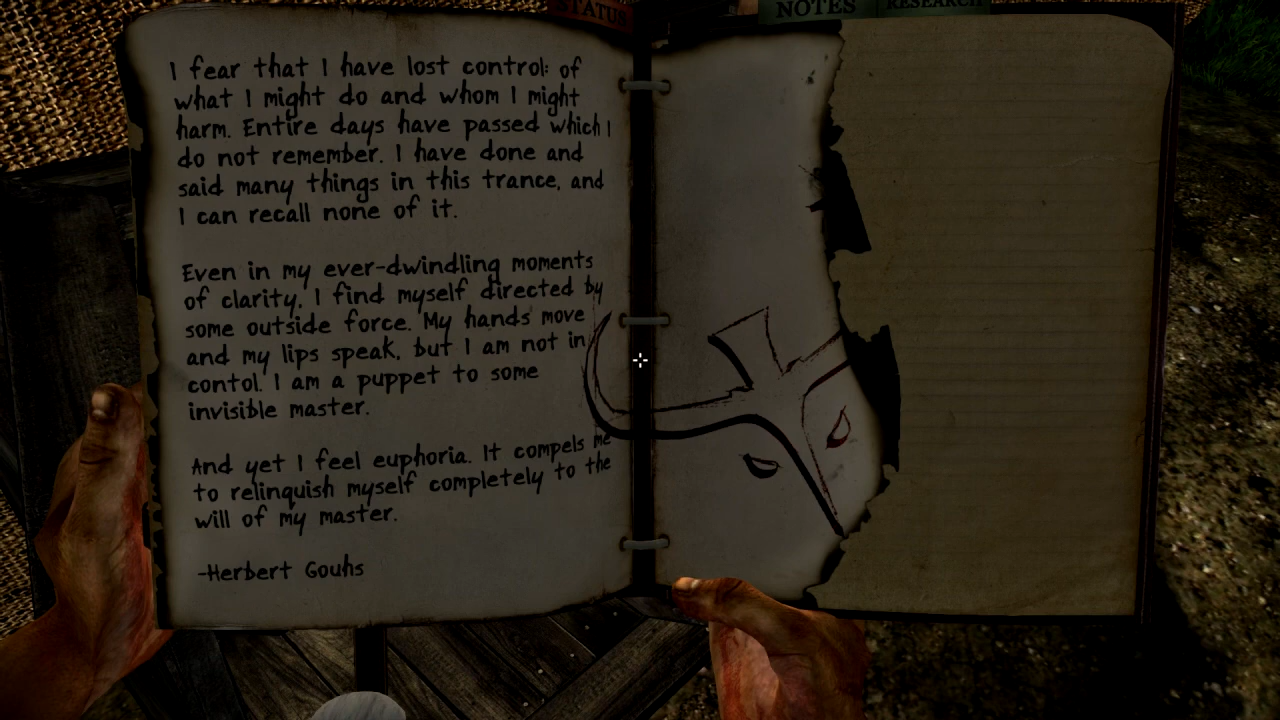 STATUS
NOTES
RESEARCH
I fear that I have lost control: of
what I might do and whom I might
harm. Entire days have passed which I
do not remember. I have done and
said many things in this trance, and
I can recall none of it.
Even in my ever-dwindling moments
of clarity, I find myself directed by
some outside force. My hands move
and my lips speak, but I am not in
contol. I am a puppet to some
invisible master.
And yet I feel euphoria. It compels me
to relinquish myself completely to the
will of my master.
-Herbert Gouhs